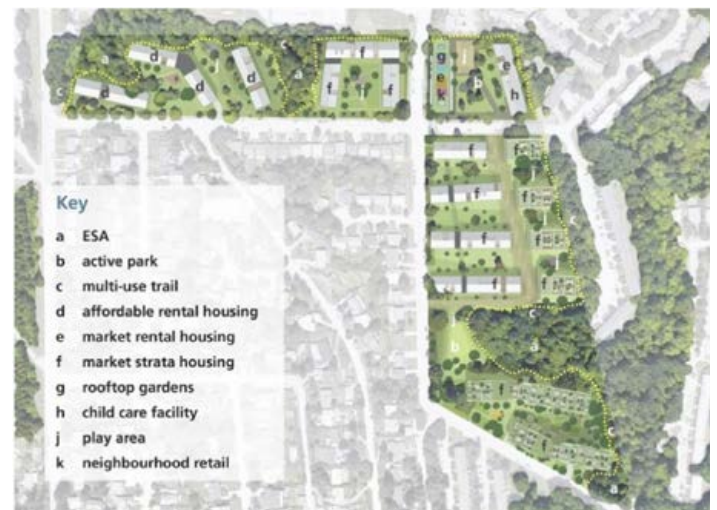 a
d
d
d
d
c
c
a
j
f
f
f
f
g
e
k
j
b
e
h
f
f
f
f
f
f
f
f
c
c
j
b
a
f
f
c
a
Key
a ESA
b active park
c multi-use trail
d affordable rental housing
e market rental housing
f market strata housing
g rooftop gardens
h child care facility
j play area
k neighbourhood retail